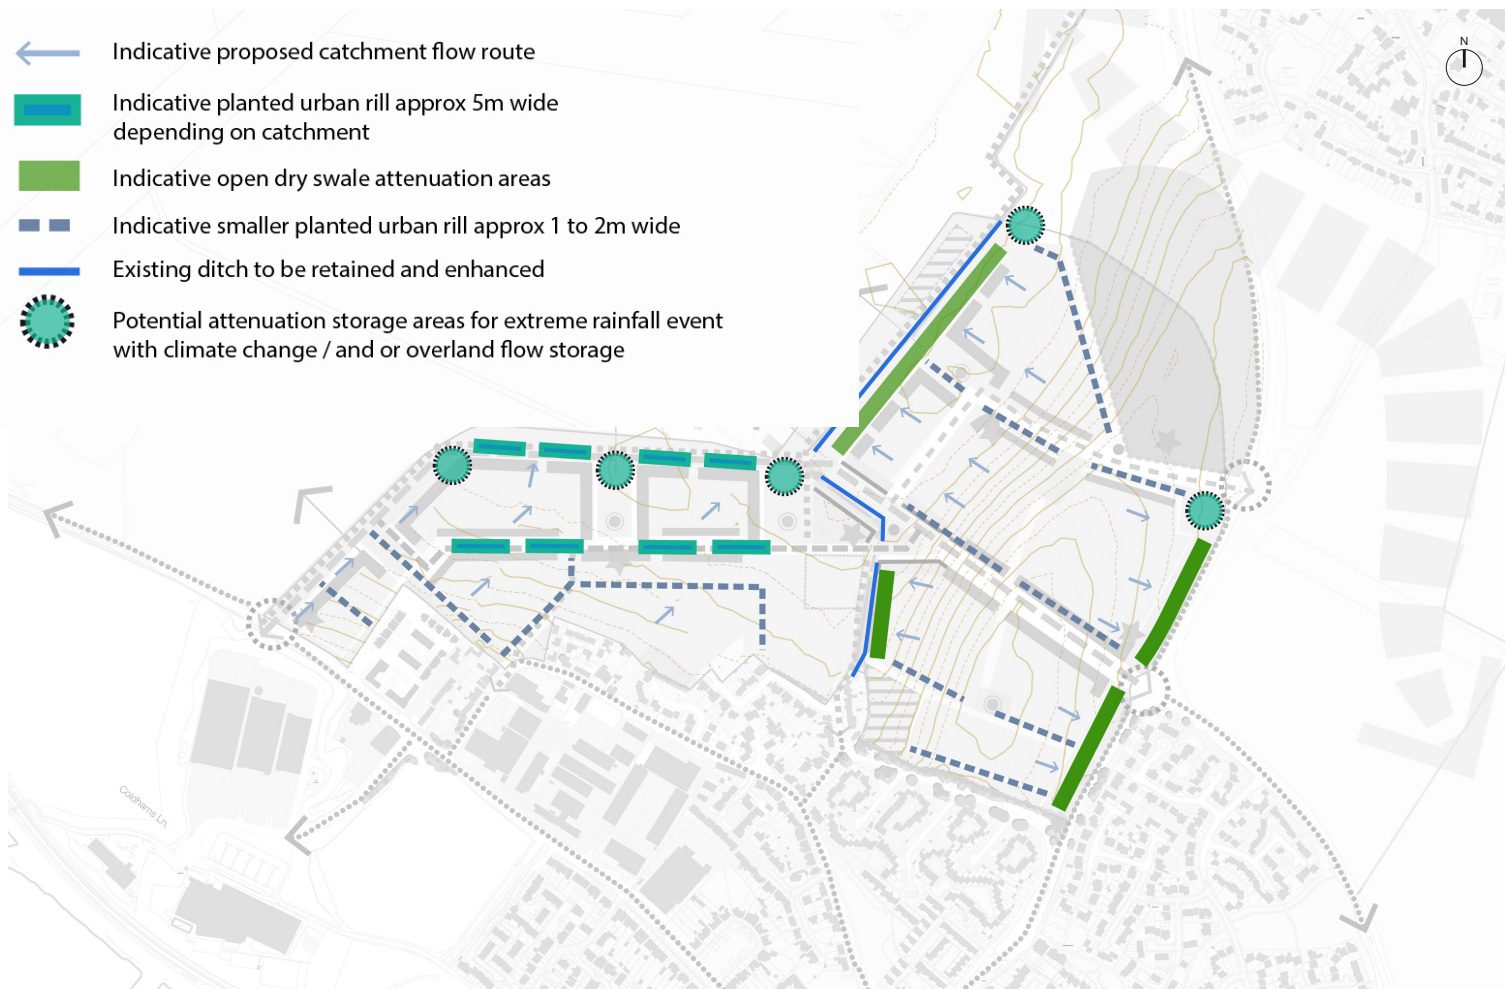 Indicative proposed catchment flow route
Indicative planted urban rill approx 5m wide
depending on catchment
Indicative open dry swale attenuation areas
Indicative smaller planted urban rill approx 1 to 2m wide
Existing ditch to be retained and enhanced
Potential attenuation storage areas for extreme rainfall event
with climate change / and or overland flow storage
N
Coldhams Ln.